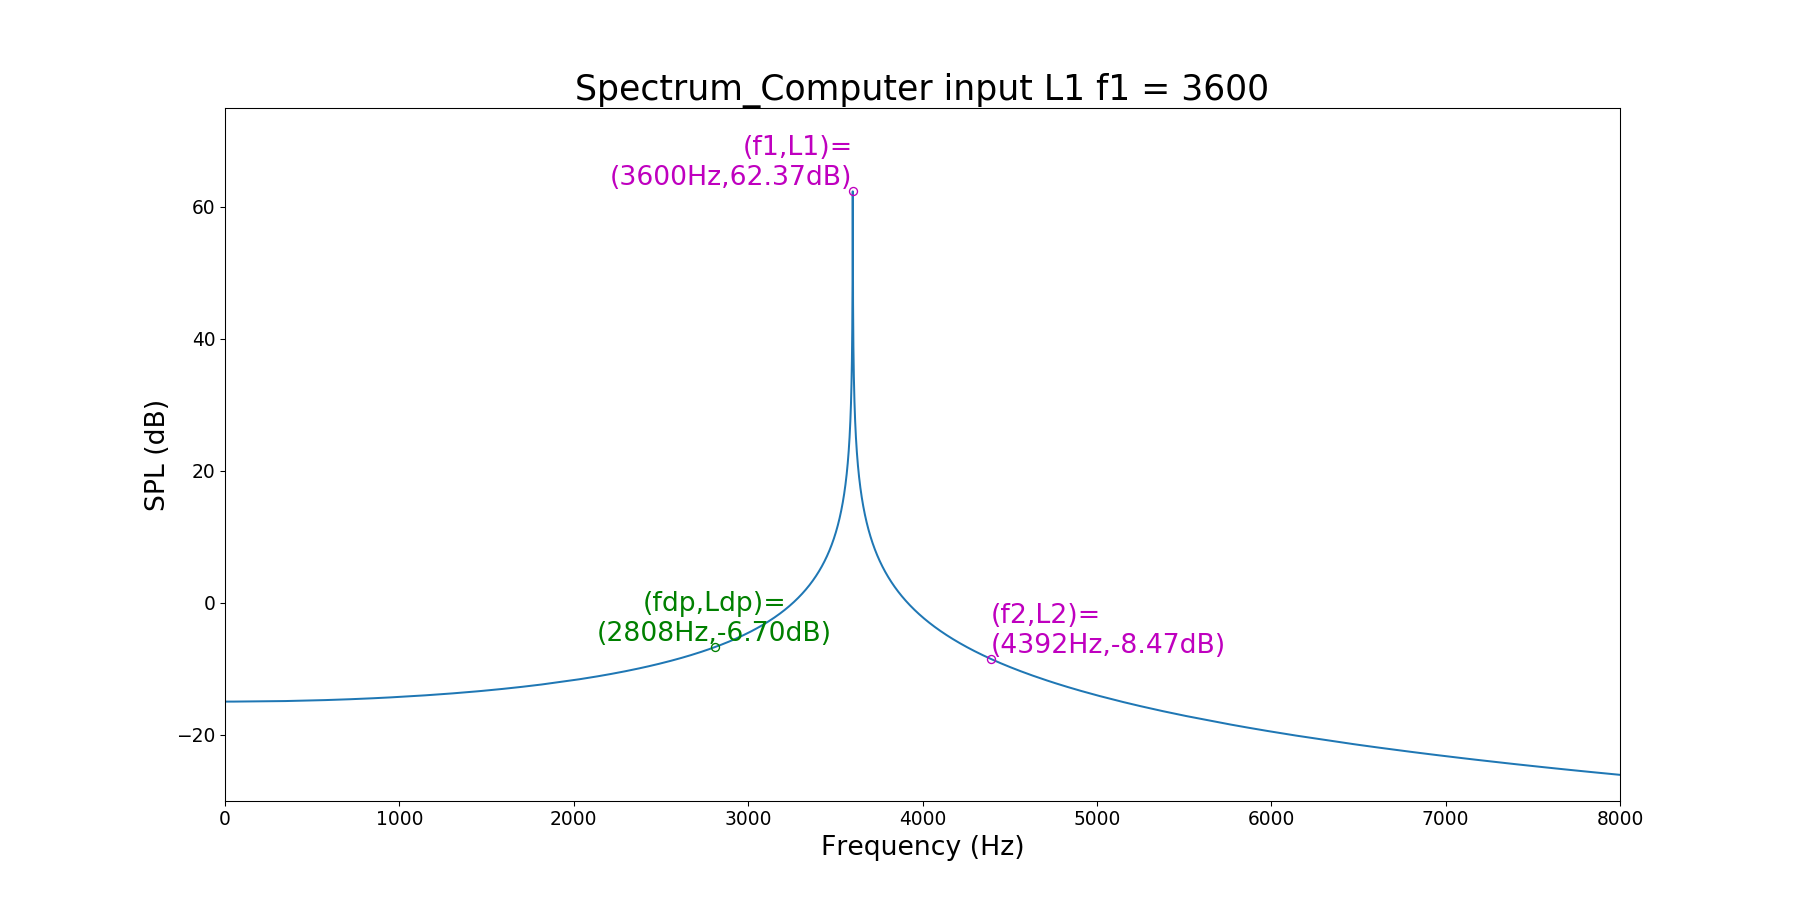 Spectrum_Computer input L1 f1 = 3600
(f1,L1)=
(3600Hz,62.37dB)
60
40
SPL (dB)
20
0
−20
(fdp,Ldp)=
(2808Hz,-6.70dB)
(f2,L2)=
(4392Hz,-8.47dB)
0 1000 2000 3000 4000 5000 6000 7000 8000
Frequency (Hz)